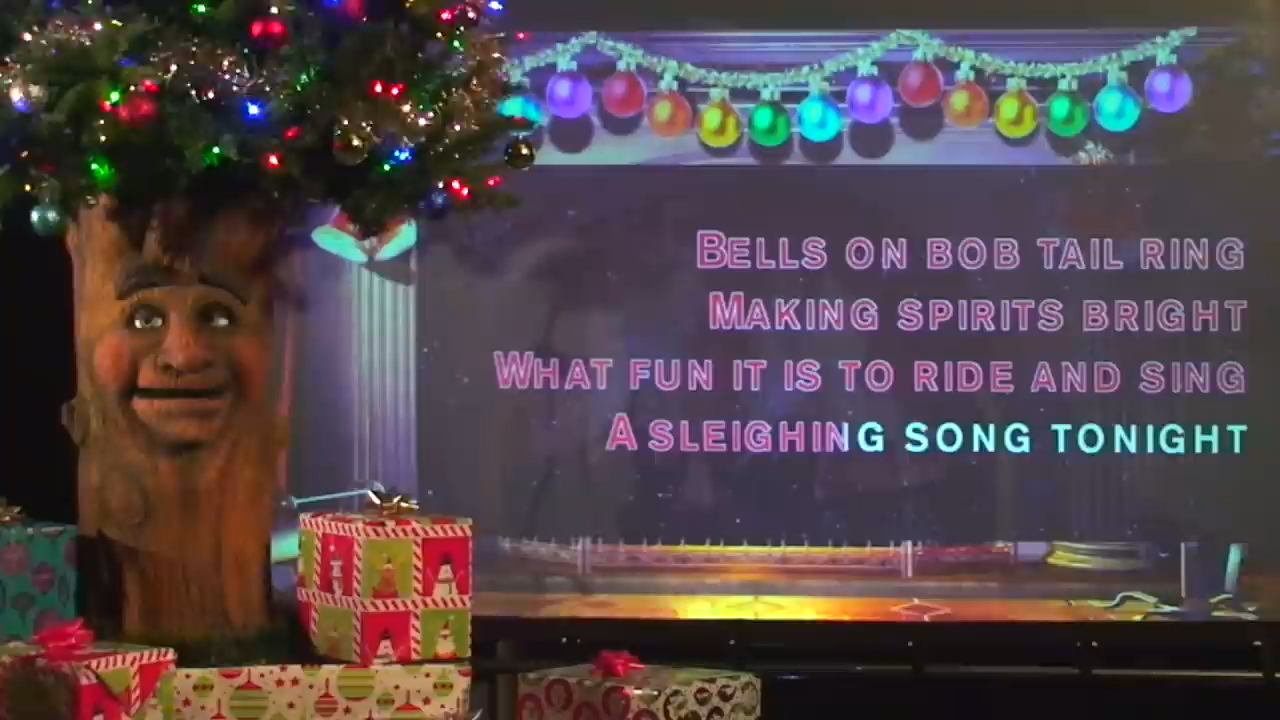 BELLS ON BOB TAIL RING
MAKING SPIRITS BRIGHT
WHAT FUN IT IS TO RIDE AND SING
A SLEIGHING SONG TONIGHT